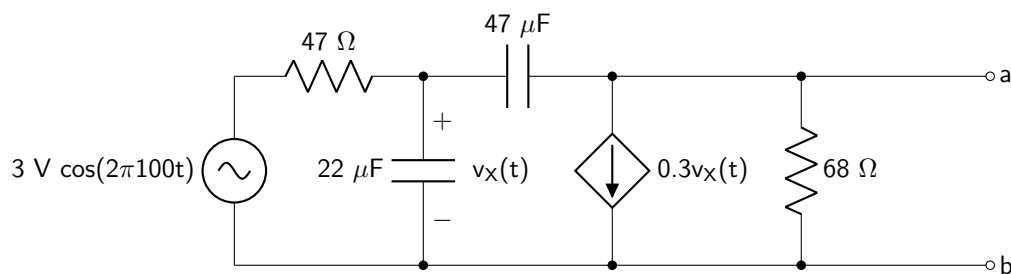 47 Ω
47 μF
a
3 V cos(2π100t)
22 μF
+
vX(t)
−
0.3vX(t)
68 Ω
b